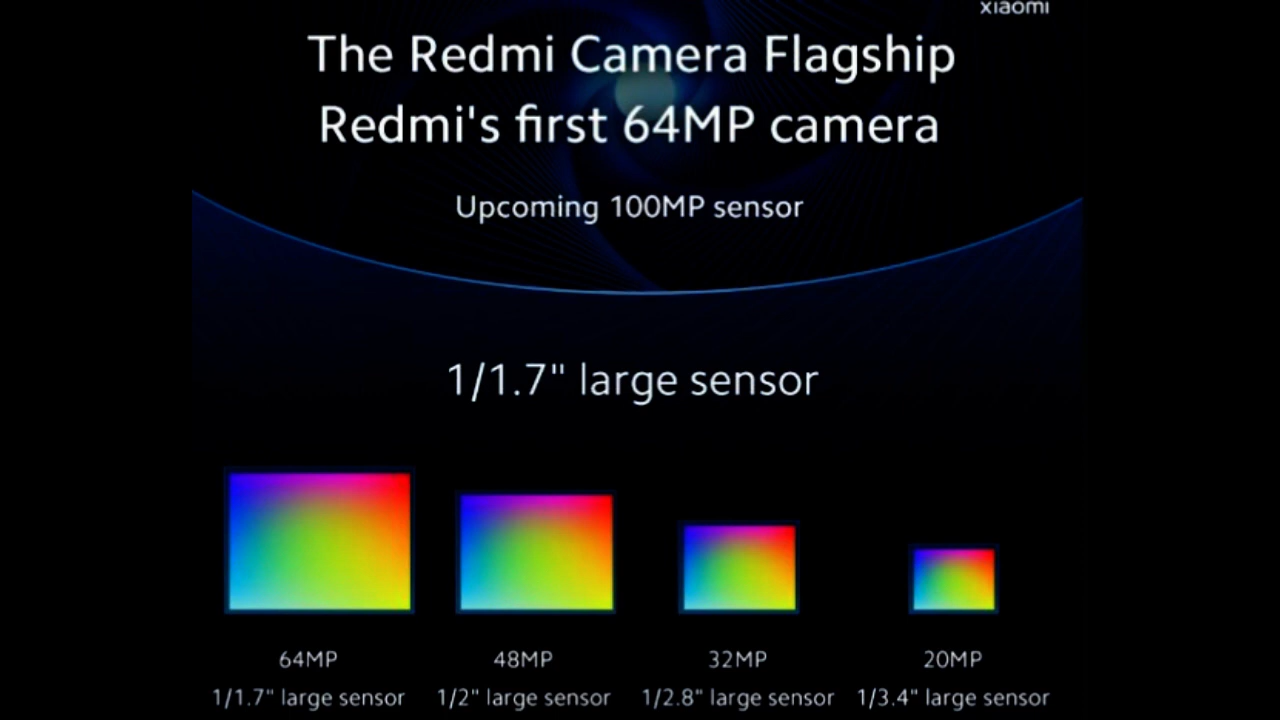 xiaomi
The Redmi Camera Flagship
Redmi's first 64MP camera
Upcoming 100MP sensor
1/1.7" large sensor
64MP 48MP 32MP 20MP
1/1.7" large sensor 1/2" large sensor 1/2.8" large sensor 1/3.4" large sensor